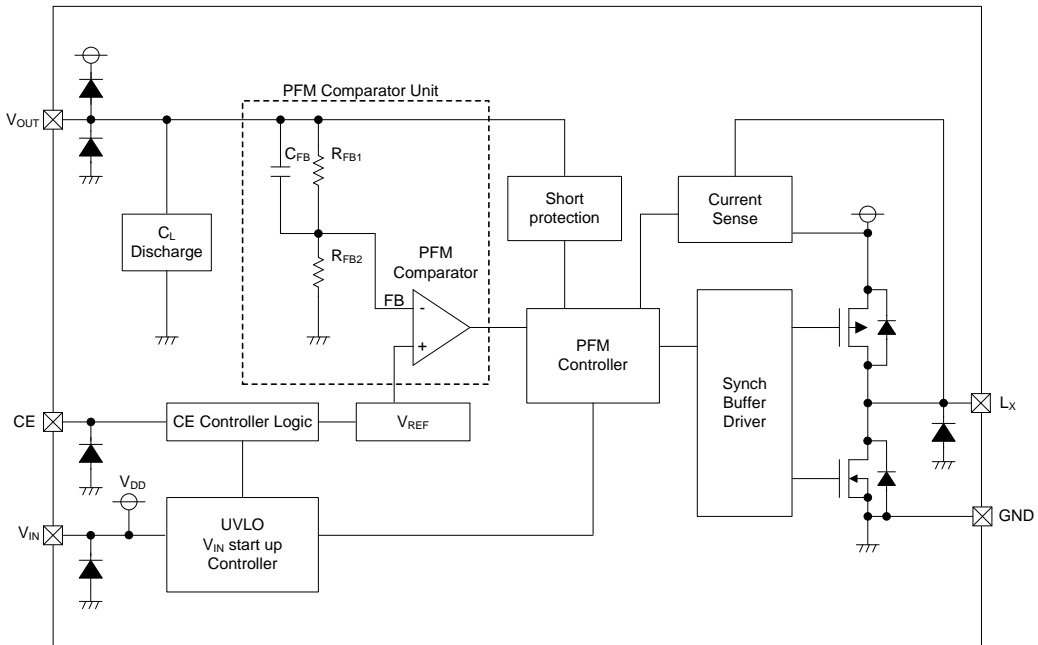 PFM Comparator Unit
VOUT
CFB
RFB1
Short
protection
Current
Sense
CL
Discharge
RFB2
PFM
Comparator
FB
-
+
PFM
Controller
Synch
Buffer
Driver
CE
CE Controller Logic
VREF
LX
VDD
VIN
UVLO
VIN start up
Controller
GND